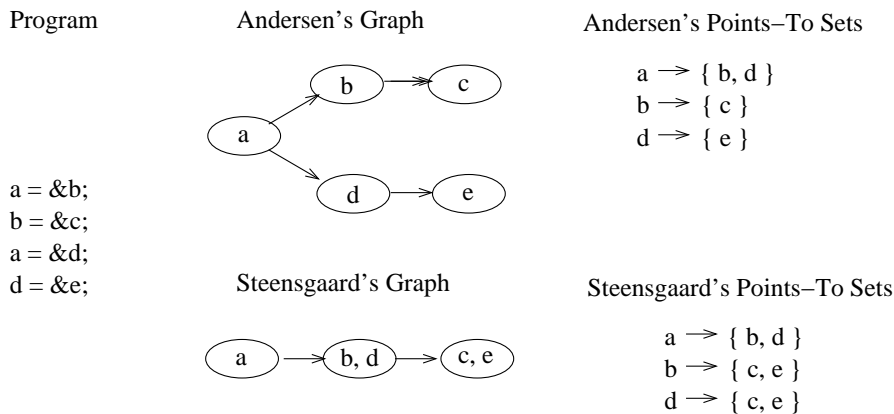 Program
Andersen's Graph
Andersen's Points−To Sets
a
b
c
d
e
a → { b, d }
b → { c }
d → { e }
a = &b;
b = &c;
a = &d;
d = &e;
Steensgaard's Graph
Steensgaard's Points−To Sets
a
b, d
c, e
a → { b, d }
b → { c, e }
d → { c, e }